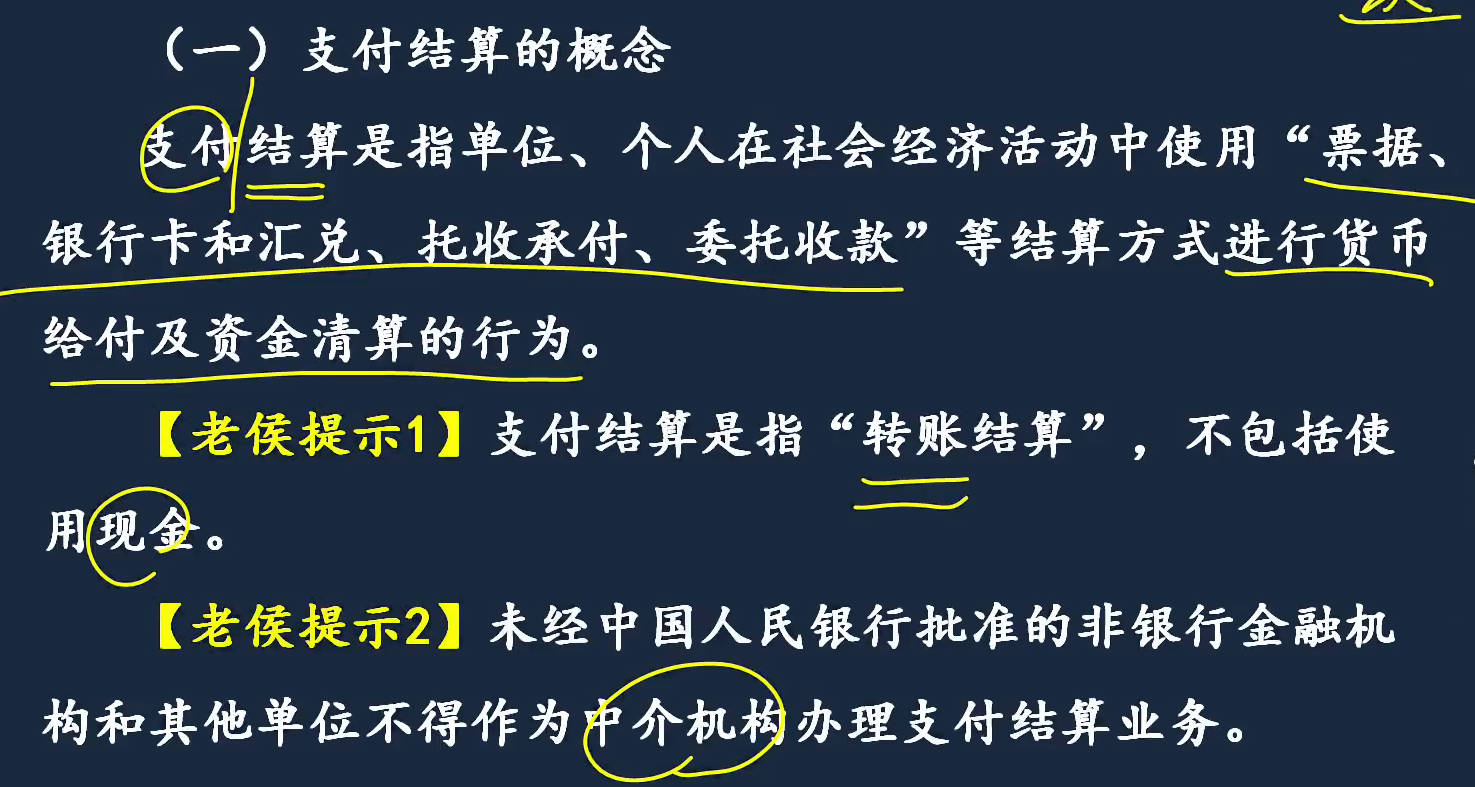 （一）支付结算的概念
支付结算是指单位、个人在社会经济活动中使用“票据、
银行卡和汇兑、托收承付、委托收款”等结算方式进行货币
给付及资金清算的行为。
【老侯提示1】支付结算是指“转账结算”，不包括使
用现金。
【老侯提示2】未经中国人民银行批准的非银行金融机
构和其他单位不得作为中介机构办理支付结算业务。